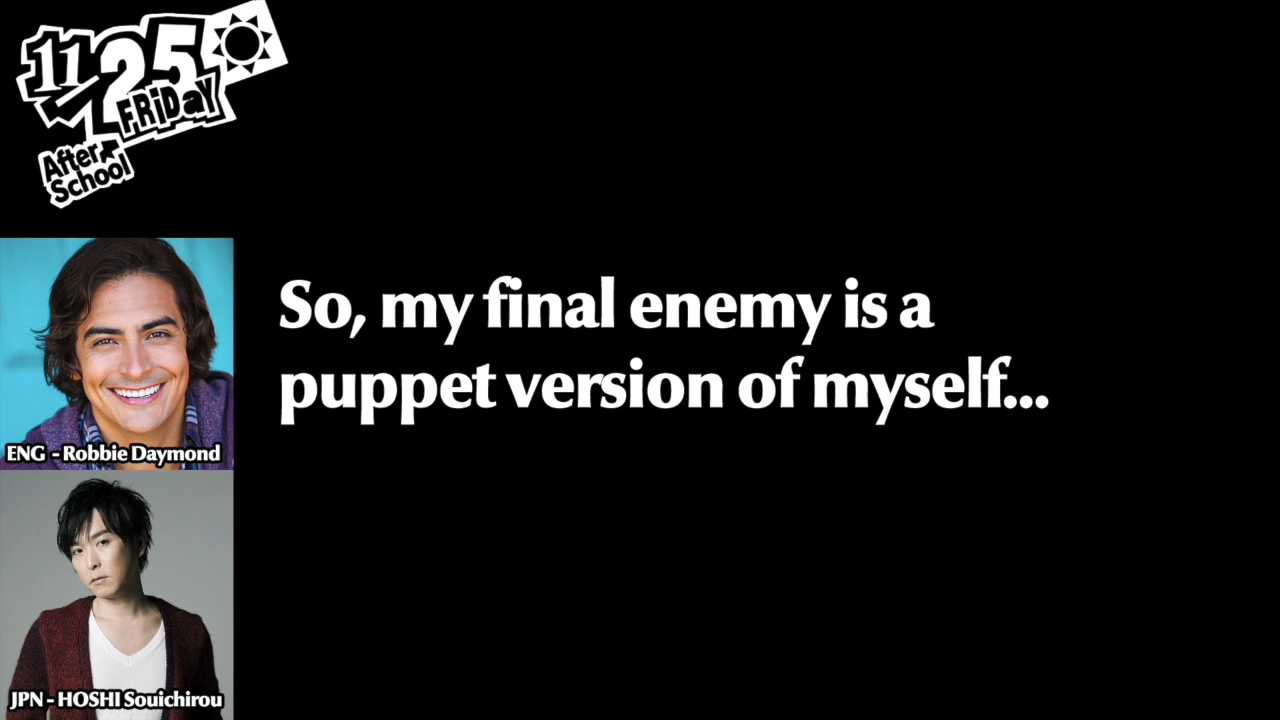 11/25
FRiDaY
After
School
So, my final enemy is a
puppet version of myself...
ENG - Robbie Daymond
JPN - HOSHI Souichirou